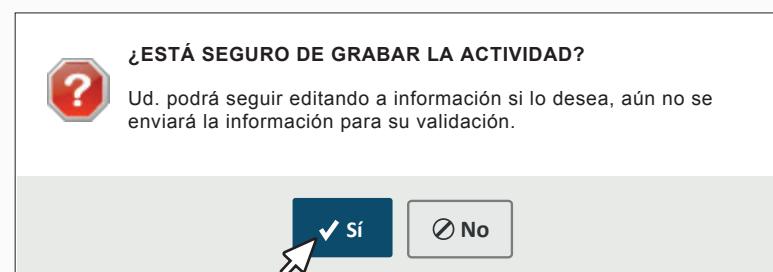 ¿ESTÁ SEGURO DE GRABAR LA ACTIVIDAD?
Ud. podrá seguir editando a información si lo desea, aún no se
enviará la información para su validación.
Sí
No